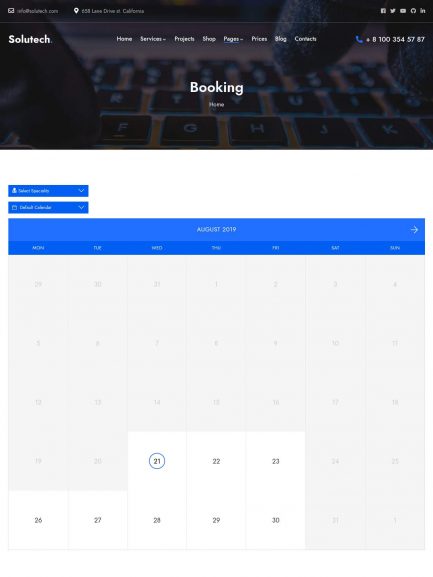 info@solutech.com 658 Lane Drive st. California
Solutech. Home Services Projects Shop Pages Prices Blog Contacts + 8 100 354 57 87
Booking
Home
Select Specialist
Default Calendar
AUGUST 2019
MON TUE WED THU FRI SAT SUN
29 30 31 1 2 3 4
5 6 7 8 9 10 11
12 13 14 15 16 17 18
19 20 21 22 23 24 25
26 27 28 29 30 31 1